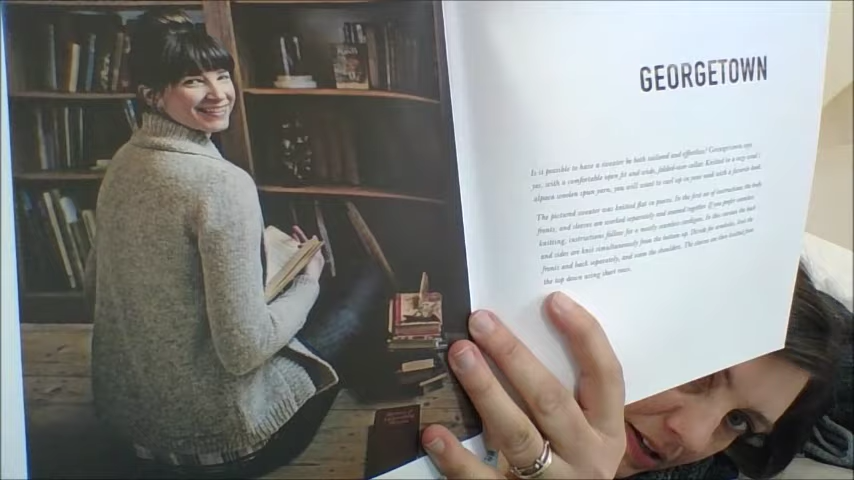 GEORGETOWN
Is it possible to have a sweater be both tailored and effortless? Georgetown says
yes, with a comfortable open fit and wide, folded-over collar. Knitted in a cozy wool /
alpaca woolen spun yarn, you will want to curl up in your nook with a favorite book.
The pictured sweater was knitted flat in pieces. In the first set of instructions the body
fronts, and sleeves are worked separately and seamed together. If you prefer seamless
knitting, instructions follow for a mostly seamless cardigan. In this version the back
and sides are knit simultaneously from the bottom up. Divide for armholes, knit the
fronts and back separately, and seam the shoulders. The sleeves are then knitted from
the top down using short rows.